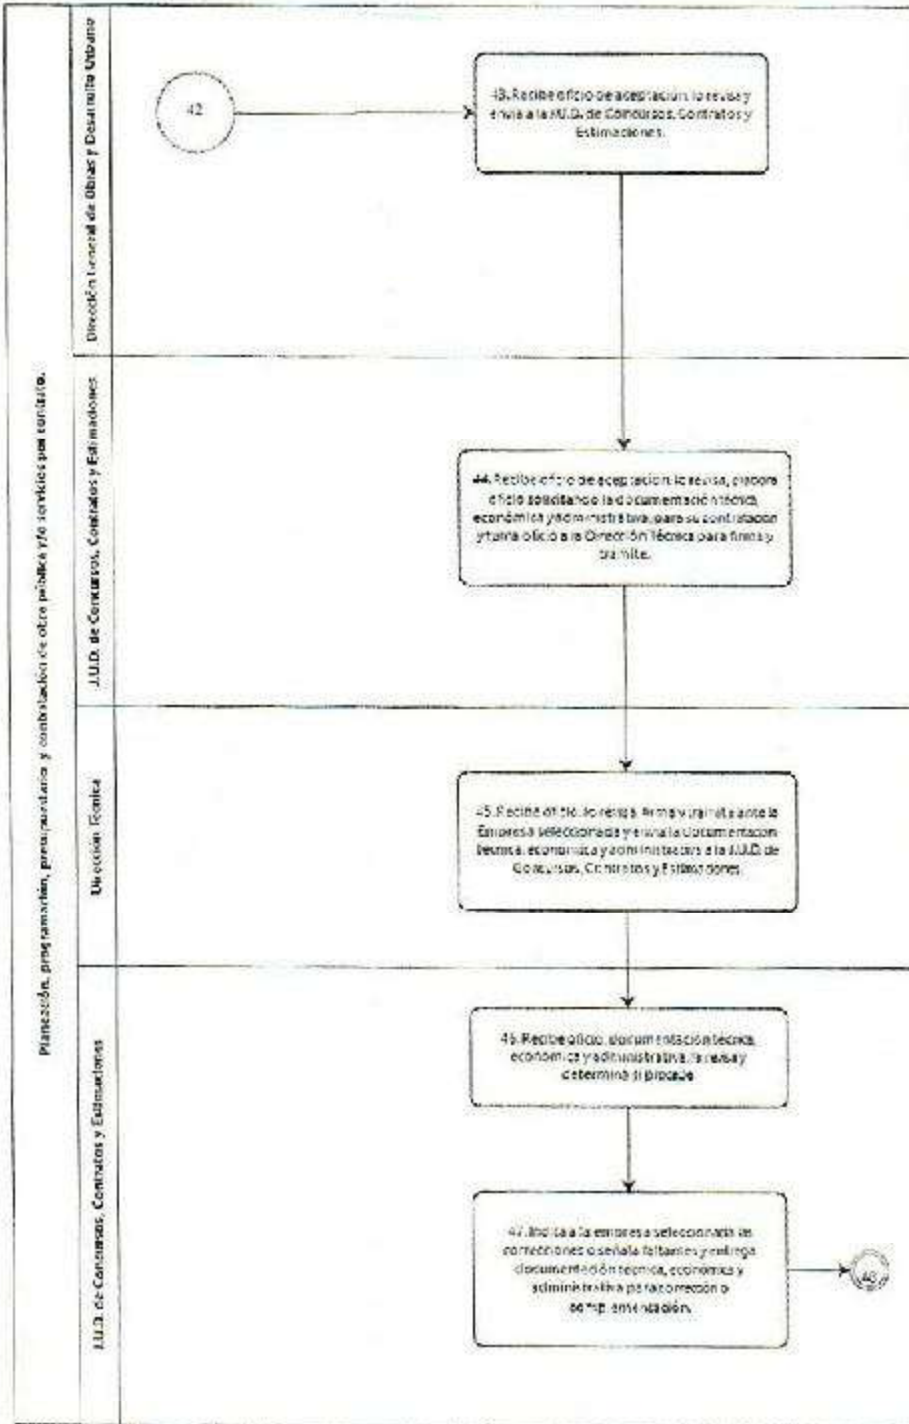 Planeación, programación, presupuestario y contratación de obra pública y/o servicios por contrato.
Dirección General de Obras y Desarrollo Urbano
42
43. Recibe oficio de aceptación, lo revisa y
envía a la J.U.D. de Concursos, Contratos y
Estimaciones.
J.U.D. de Concursos, Contratos y Estimaciones
44. Recibe oficio de aceptación, lo revisa, elabora
oficio solicitando la documentación técnica,
económica y administrativa, para su contratación
y turna oficio a la Dirección Técnica para firma y
trámite.
Dirección Técnica
45. Recibe oficio, lo revisa, firma y tramita ante la
Empresa seleccionada y envía la documentación
técnica, económica y administrativa a la J.U.D. de
Concursos, Contratos y Estimaciones.
J.U.D. de Concursos, Contratos y Estimaciones
46. Recibe oficio, documentación técnica,
económica y administrativa, la revisa y
determina si procede
47. Indica a la empresa seleccionada las
correcciones o señala faltantes y entrega
documentación técnica, económica y
administrativa para corrección o
complementación.